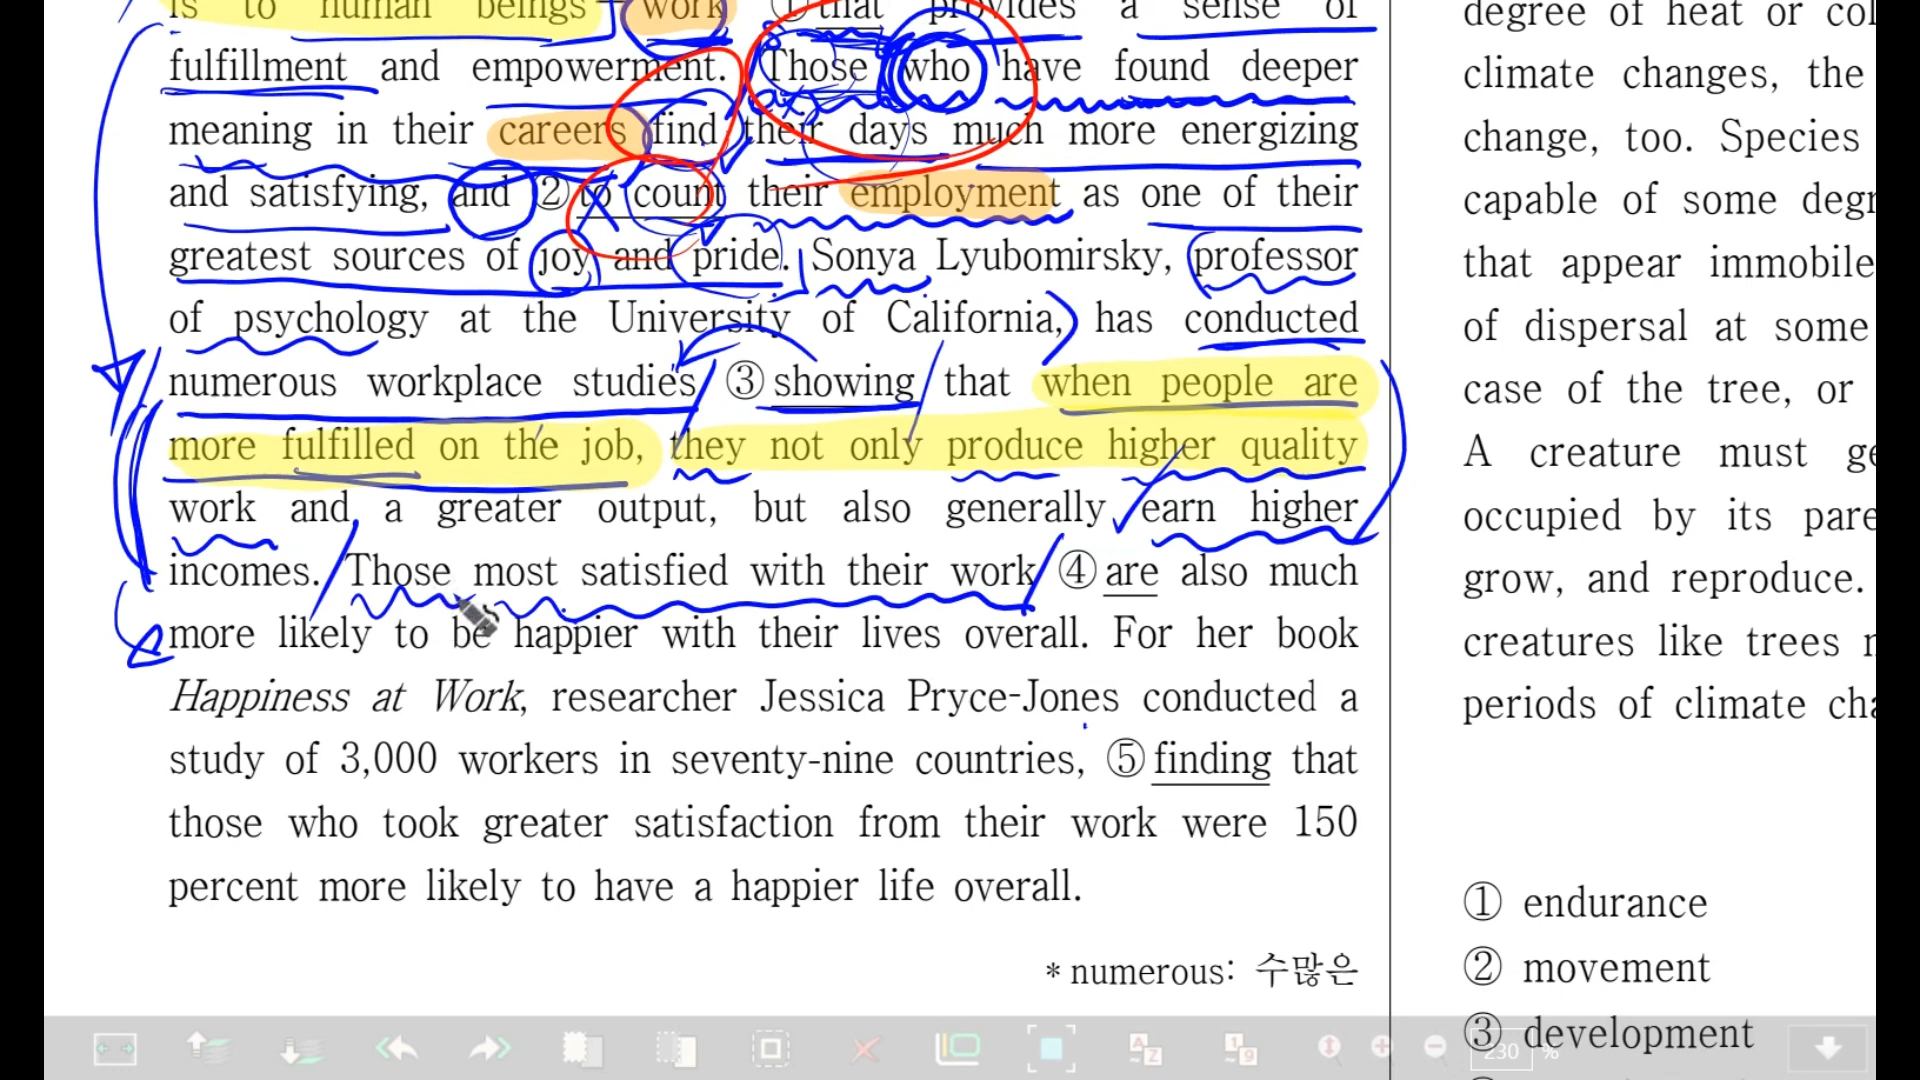 is to human beings work ① that provides a sense of
fulfillment and empowerment. Those who have found deeper
meaning in their careers find their days much more energizing
and satisfying, and ② to count their employment as one of their
greatest sources of joy and pride. Sonya Lyubomirsky, professor
of psychology at the University of California, has conducted
numerous workplace studies ③ showing that when people are
more fulfilled on the job, they not only produce higher quality
work and a greater output, but also generally earn higher
incomes. Those most satisfied with their work ④ are also much
more likely to be happier with their lives overall. For her book
Happiness at Work, researcher Jessica Pryce-Jones conducted a
study of 3,000 workers in seventy-nine countries, ⑤ finding that
those who took greater satisfaction from their work were 150
percent more likely to have a happier life overall.
* numerous: 수많은
degree of heat or
climate changes, the
change, too. Species
capable of some
that appear immobile
of dispersal at some
case of the tree, or
A creature must
occupied by its
grow, and reproduce.
creatures like trees
periods of climate
① endurance
② movement
③ development
230 %